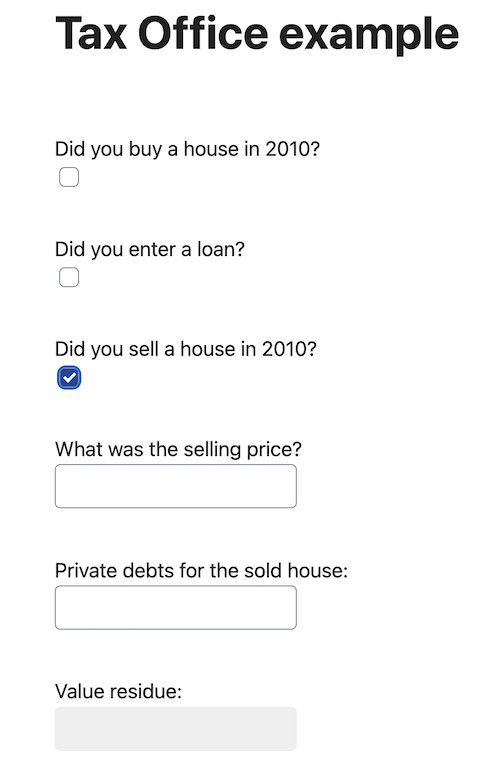 Tax Office example
Did you buy a house in 2010?
Did you enter a loan?
Did you sell a house in 2010?
What was the selling price?
Private debts for the sold house:
Value residue: